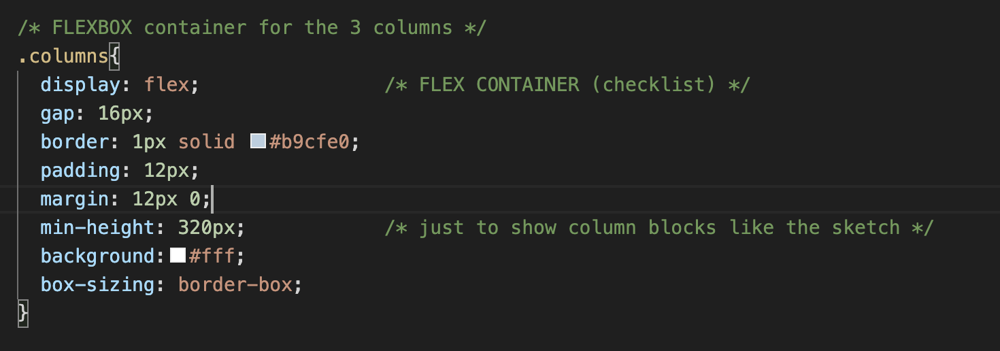 /* FLEXBOX container for the 3 columns */
.columns{
  display: flex;                /* FLEX CONTAINER (checklist) */
  gap: 16px;
  border: 1px solid #b9cfe0;
  padding: 12px;
  margin: 12px 0;
  min-height: 320px;            /* just to show column blocks like the sketch */
  background: #fff;
  box-sizing: border-box;
}